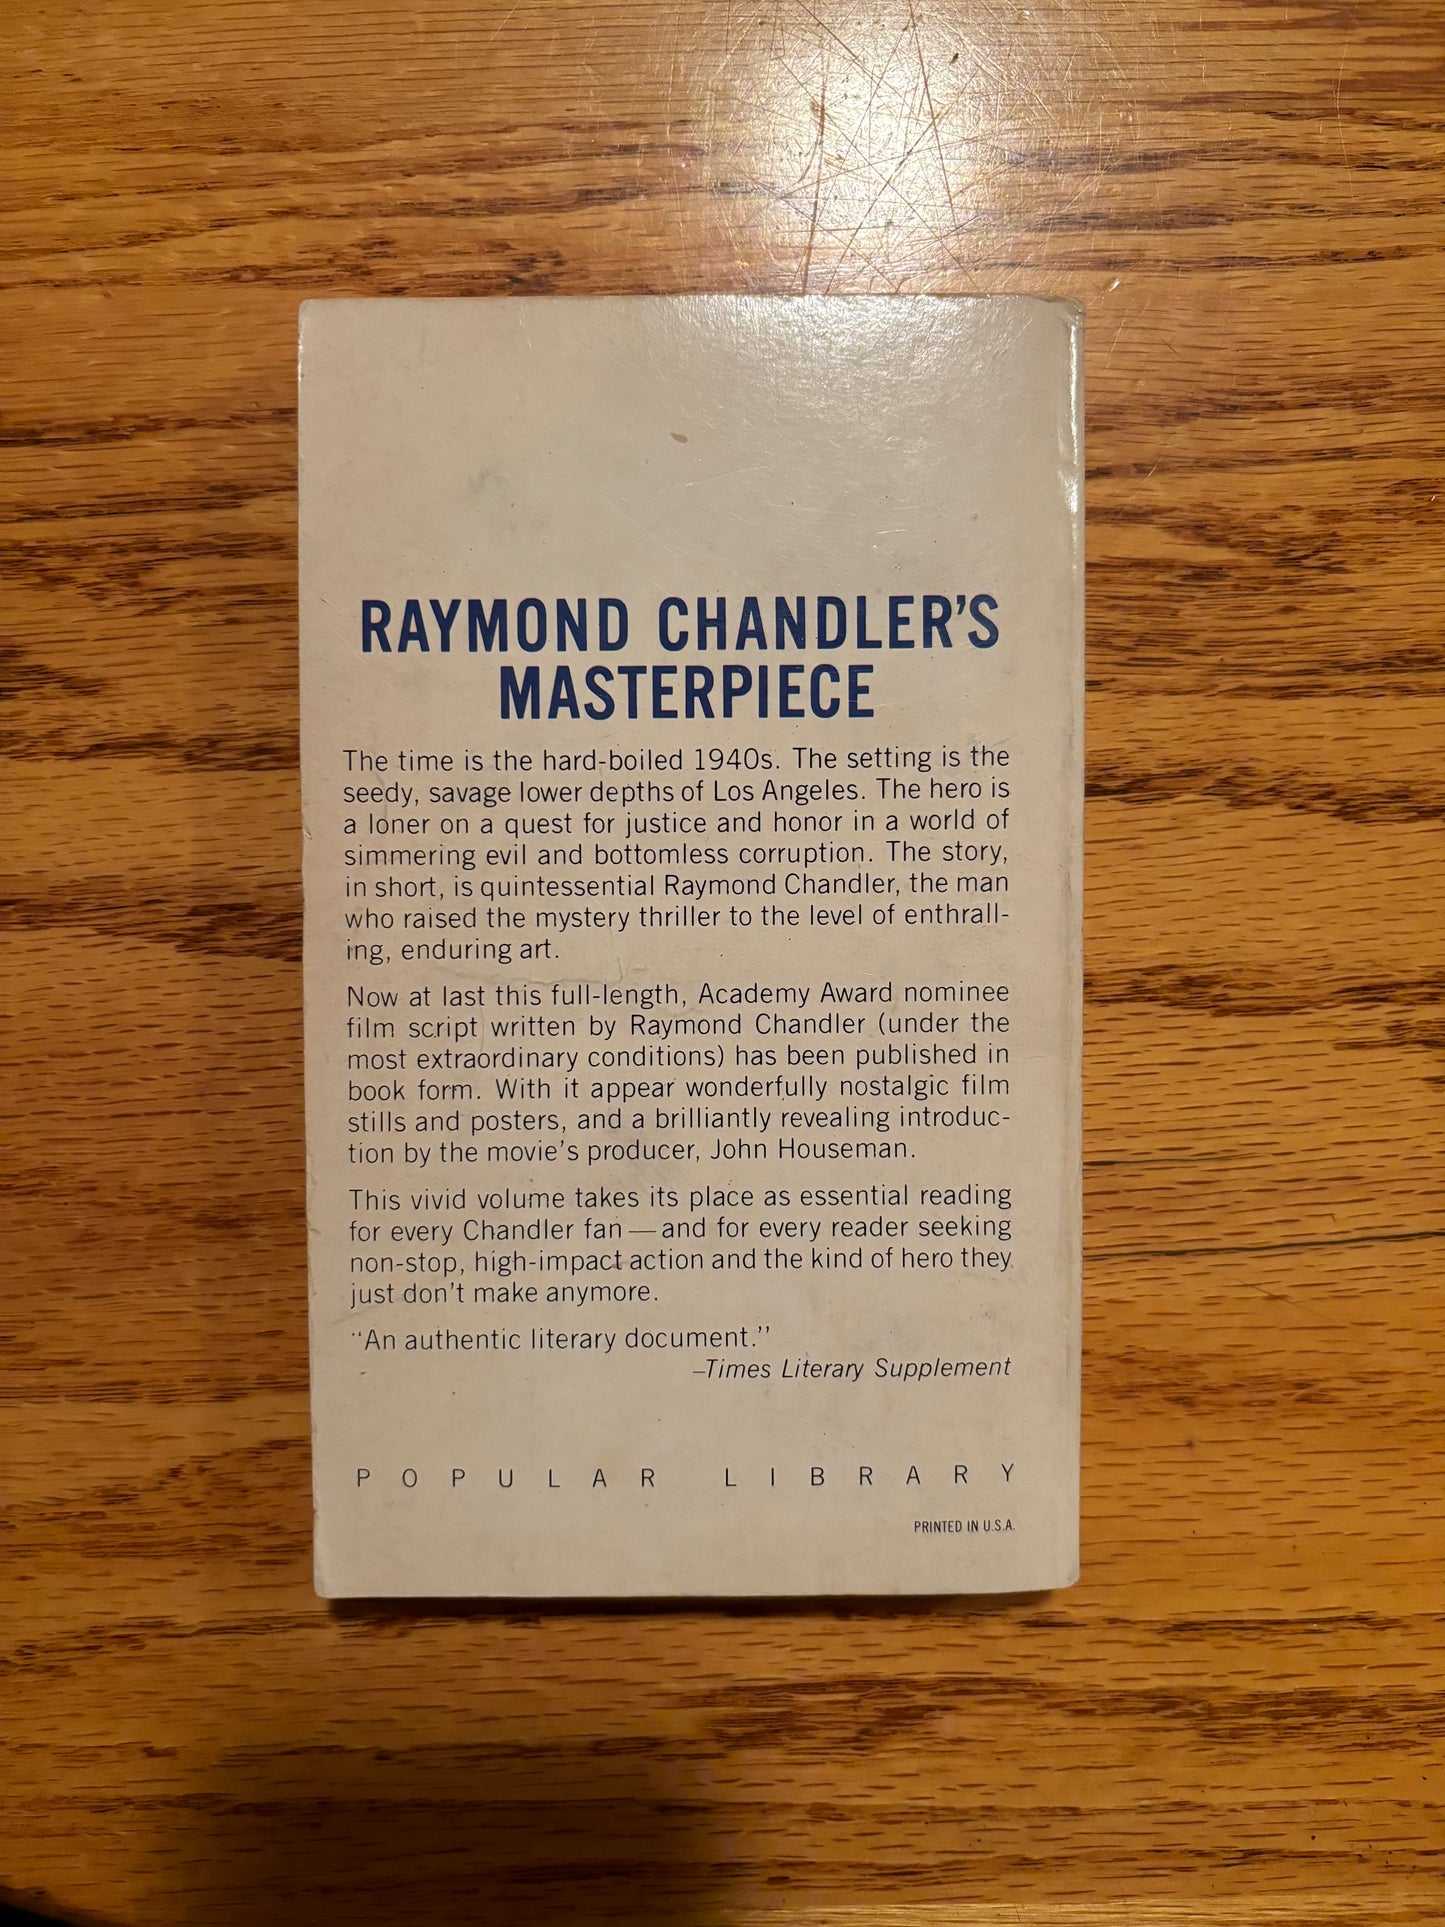 RAYMOND CHANDLER'S
MASTERPIECE
The time is the hard-boiled 1940s. The setting is the
seedy, savage lower depths of Los Angeles. The hero is
a loner on a quest for justice and honor in a world of
simmering evil and bottomless corruption. The story,
in short, is quintessential Raymond Chandler, the man
who raised the mystery thriller to the level of enthrall-
ing, enduring art.
Now at last this full-length, Academy Award nominee
film script written by Raymond Chandler (under the
most extraordinary conditions) has been published in
book form. With it appear wonderfully nostalgic film
stills and posters, and a brilliantly revealing introduc-
tion by the movie's producer, John Houseman.
This vivid volume takes its place as essential reading
for every Chandler fan — and for every reader seeking
non-stop, high-impact action and the kind of hero they
just don't make anymore.
"An authentic literary document."
–Times Literary Supplement
POPULAR LIBRARY
PRINTED IN U.S.A.